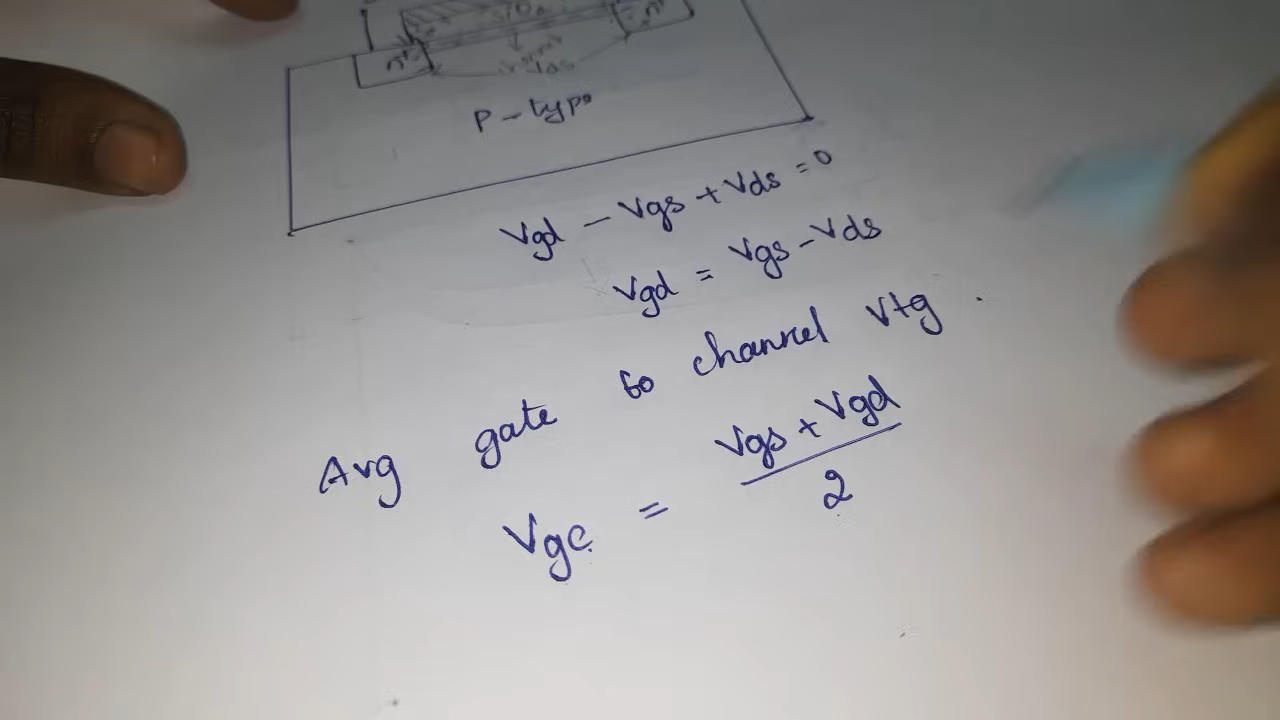 n+
n+
P - type
Vgd - Vgs + Vds = 0
Vgd = Vgs - Vds
Avg gate to channel Vtg.
Vgc = Vgs + Vgd
2